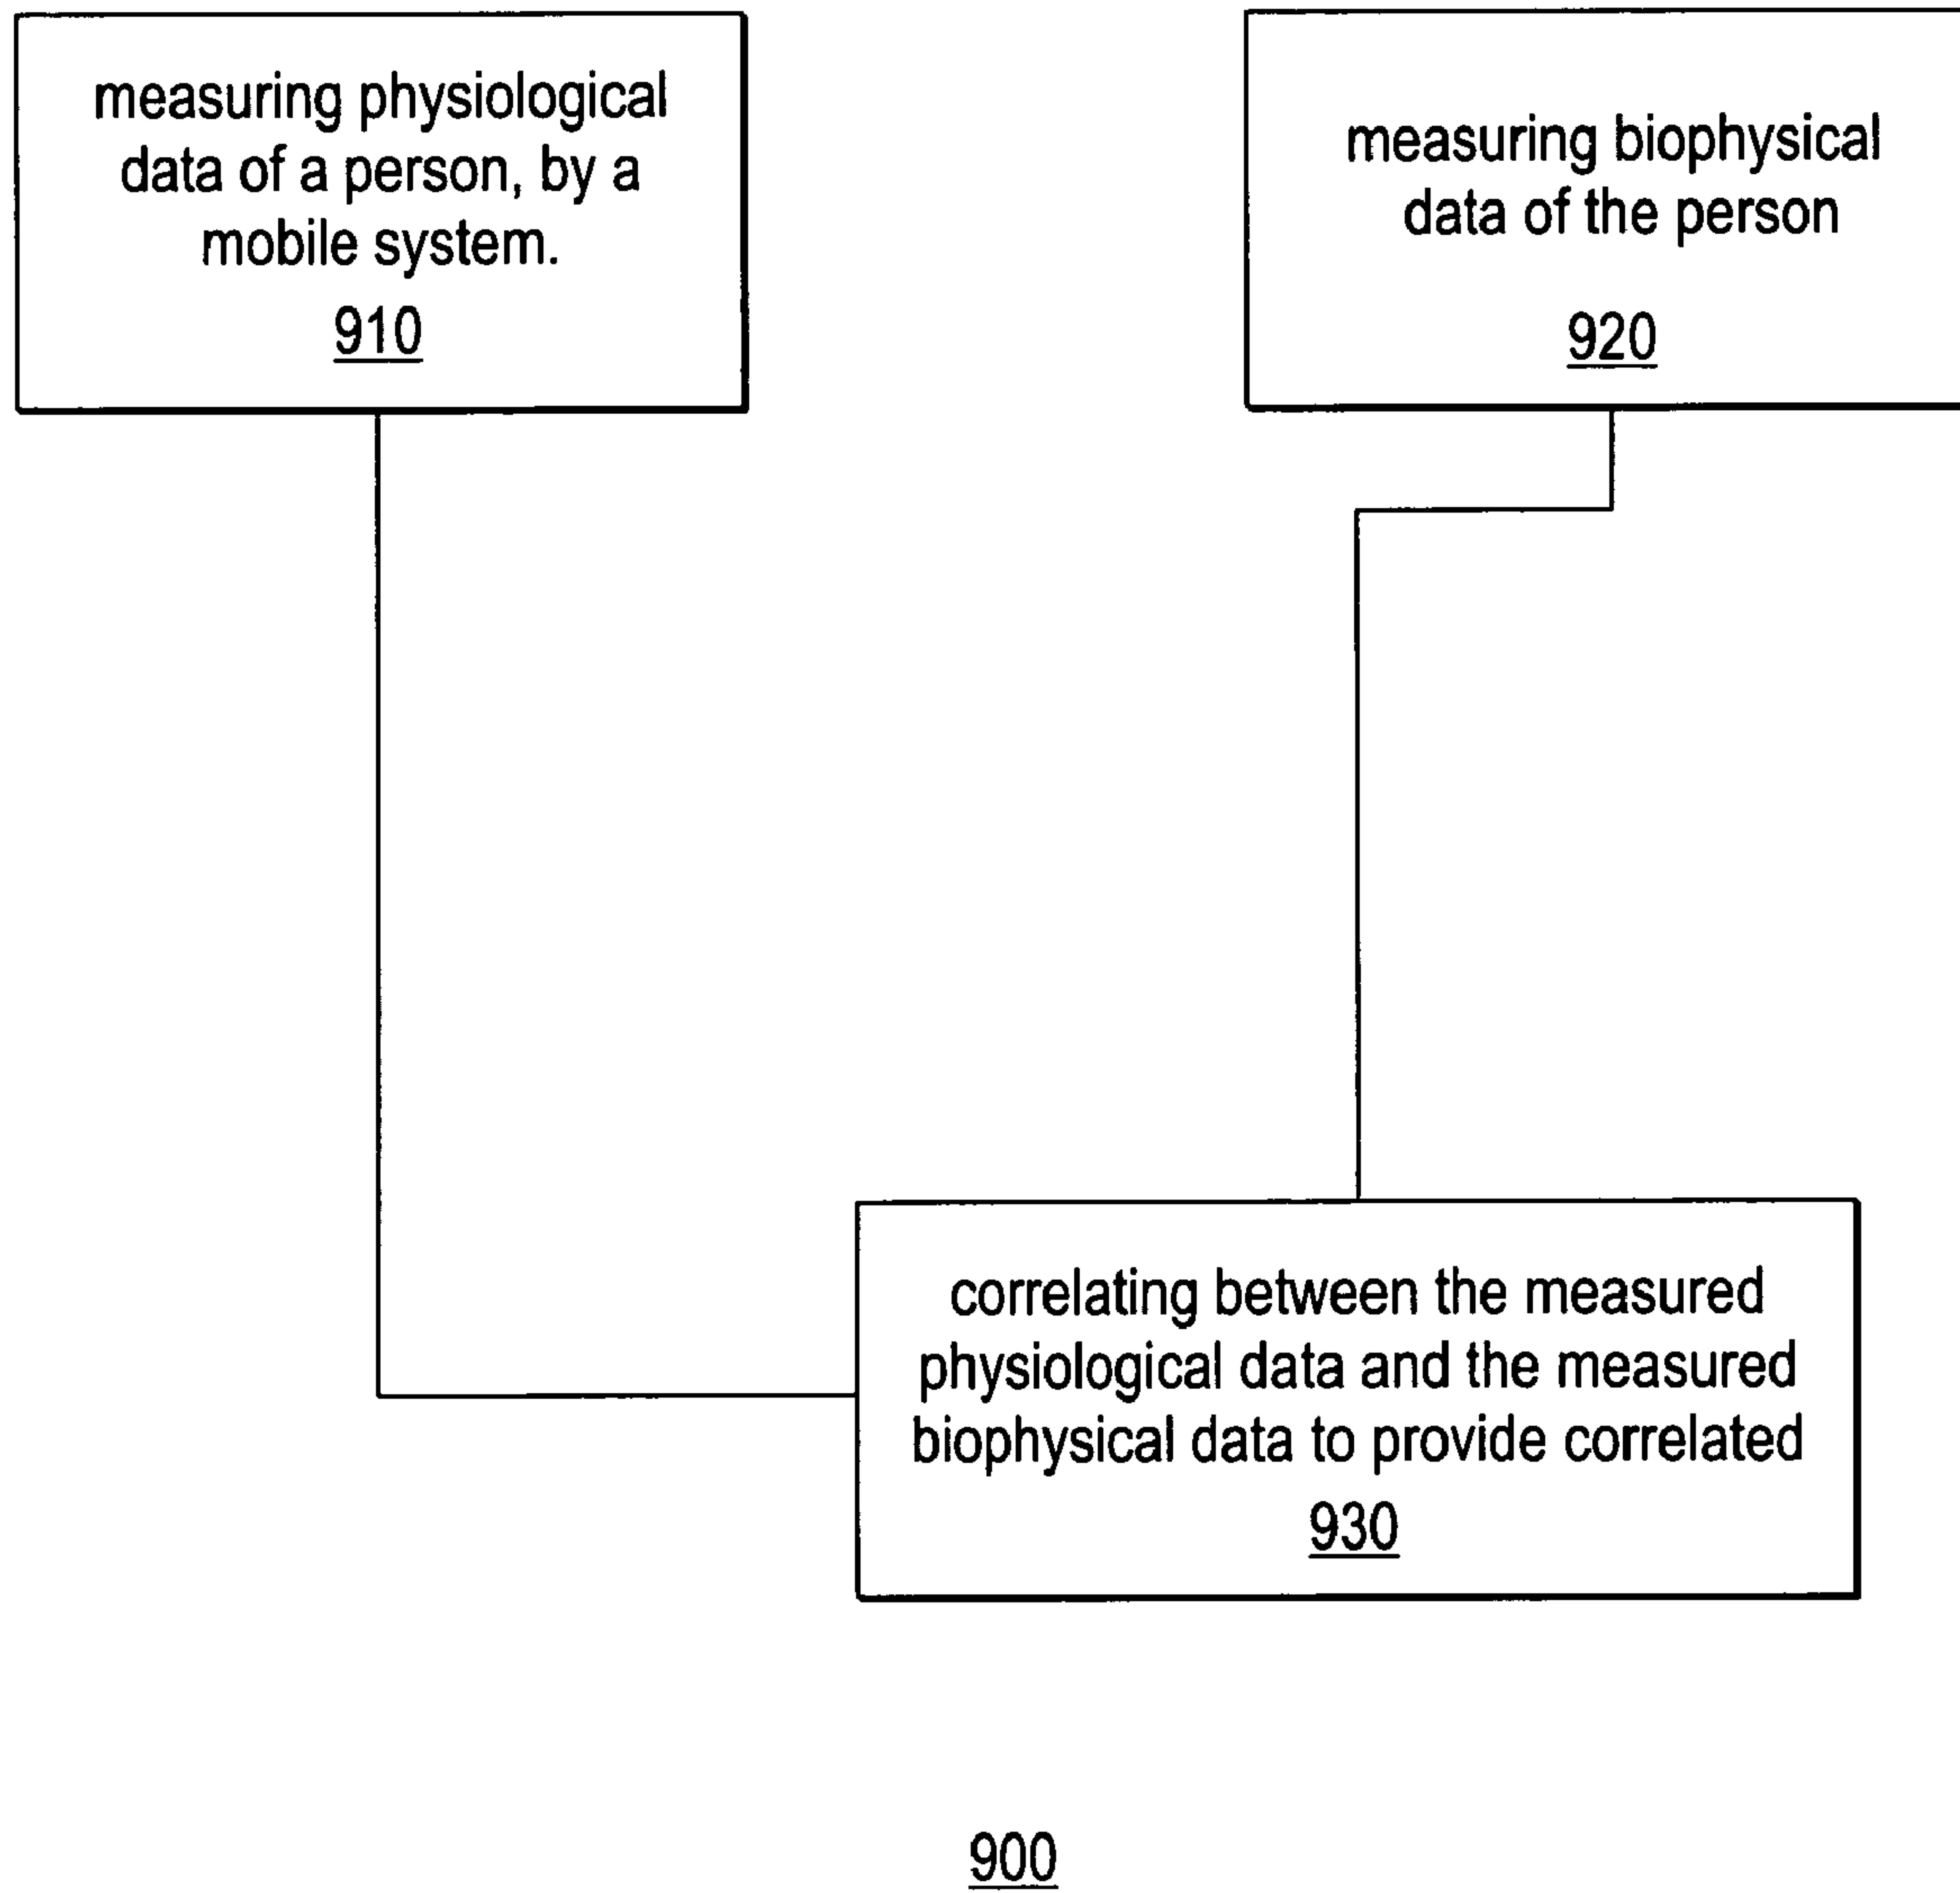 measuring physiological
data of a person, by a
mobile system.
910
measuring biophysical
data of the person
920
correlating between the measured
physiological data and the measured
biophysical data to provide correlated
930
900